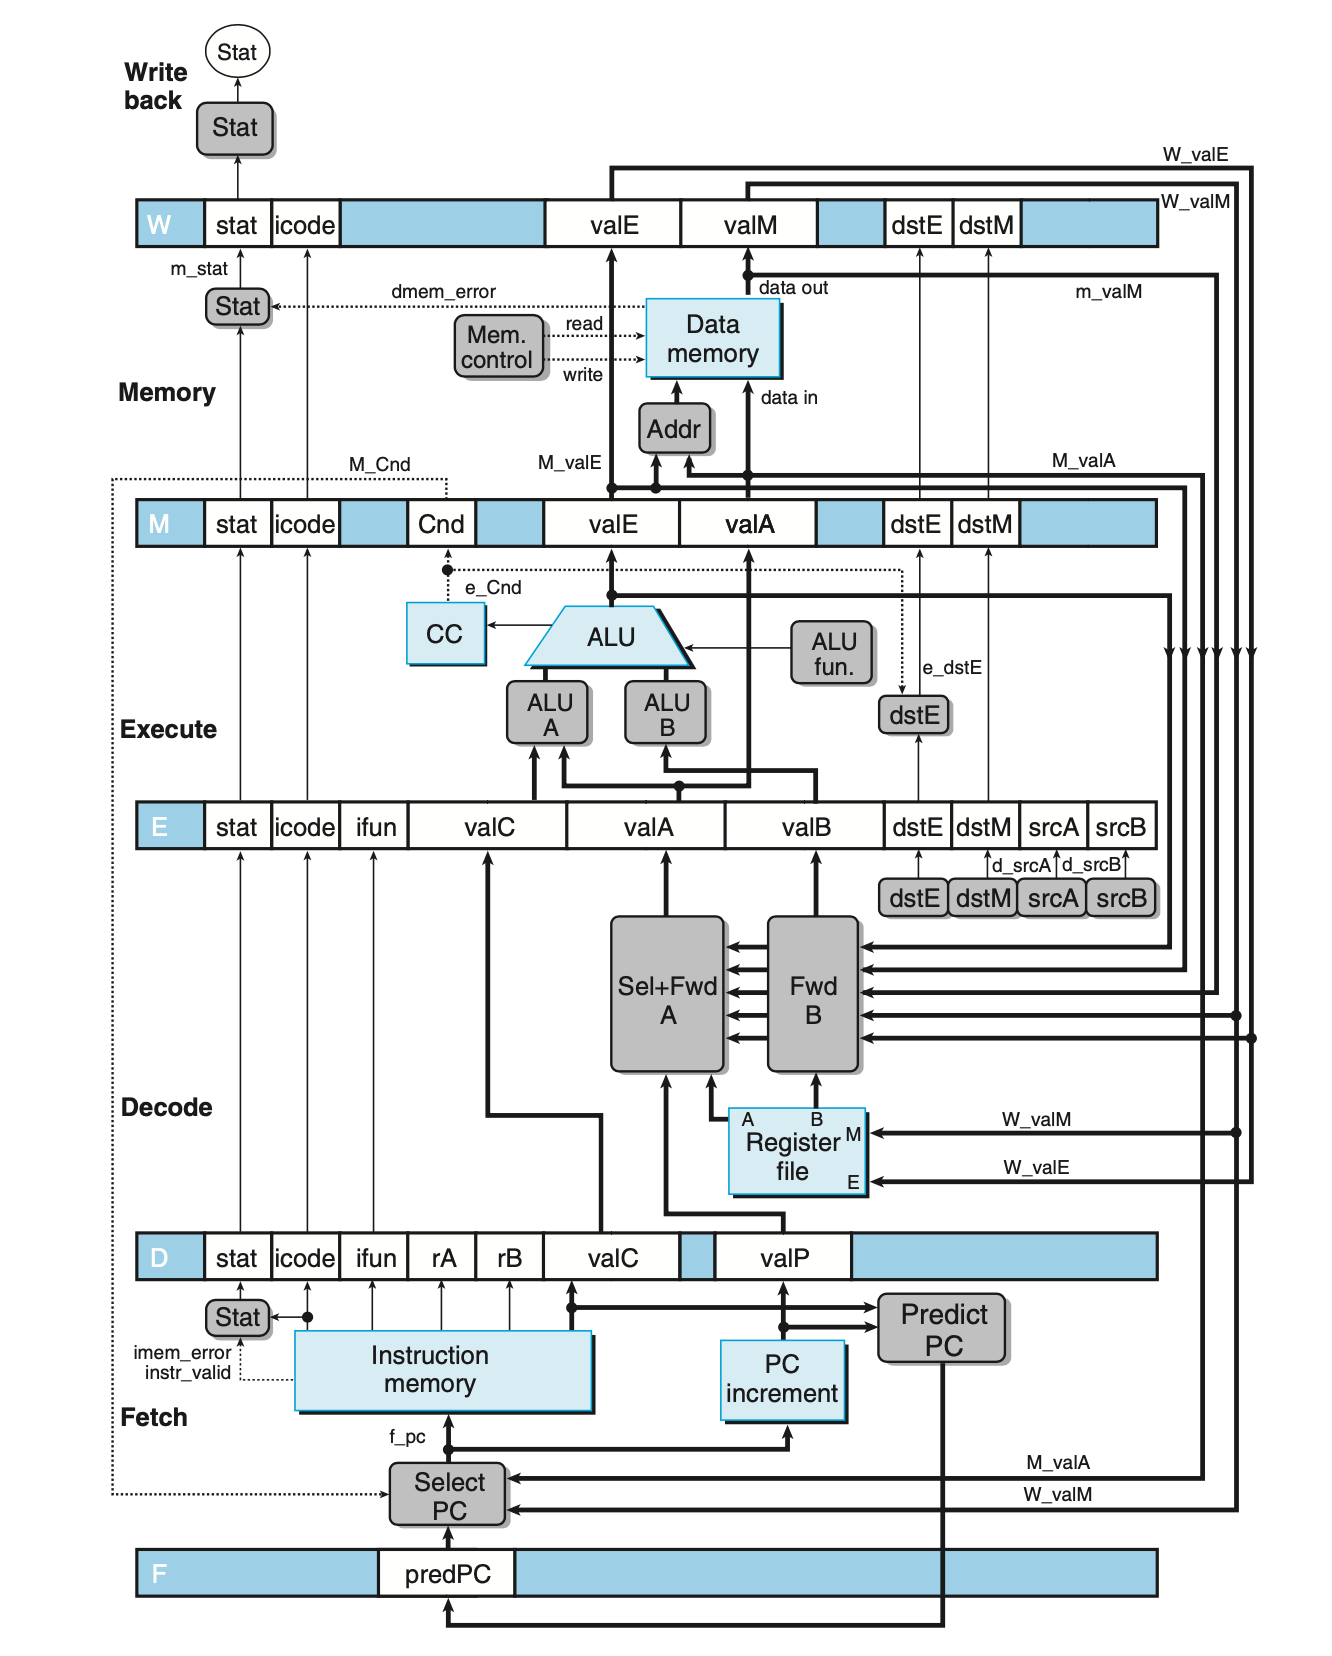 Stat
Write
back
Stat
W_valE
W_valM
W stat icode valE valM dstE dstM
m_stat
data out
m_valM
dmem_error
Stat
read
Mem.
control
write
Data
memory
Memory
data in
Addr
M_Cnd
M_valE
M_valA
M stat icode Cnd valE valA dstE dstM
e_Cnd
CC
ALU
ALU
fun.
e_dstE
ALU
A
ALU
B
dstE
Execute
E stat icode ifun valC valA valB dstE dstM srcA srcB
d_srcA d_srcB
dstE dstM srcA srcB
Sel+Fwd
A
Fwd
B
Decode
A B
Register
file
M
E
W_valM
W_valE
D stat icode ifun rA rB valC valP
Stat
imem_error
instr_valid
Instruction
memory
PC
increment
Predict
PC
Fetch
f_pc
Select
PC
M_valA
W_valM
F predPC